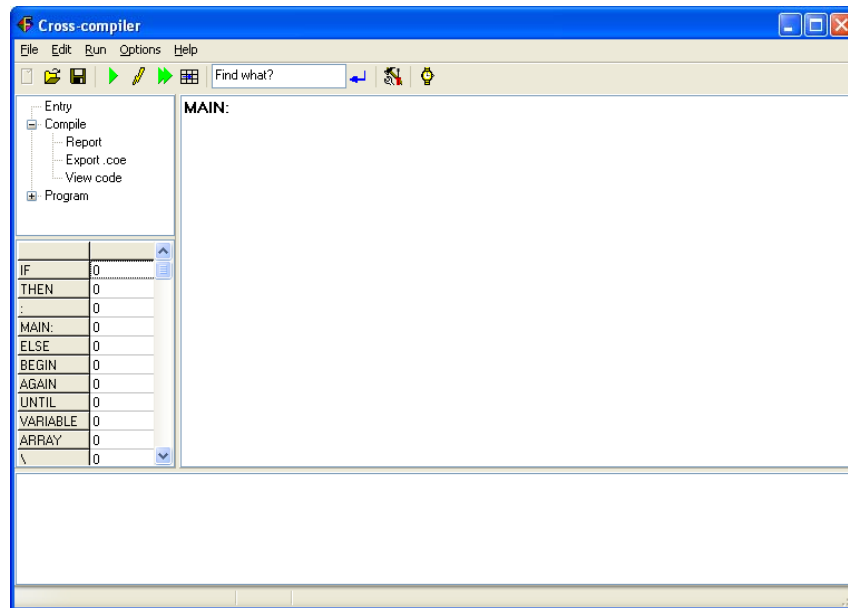 Cross-compiler
File Edit Run Options Help
Find what?
Entry
Compile
Report
Export .coe
View code
Program
MAIN:
IF 0
THEN 0
: 0
MAIN: 0
ELSE 0
BEGIN 0
AGAIN 0
UNTIL 0
VARIABLE 0
ARRAY 0
\ 0